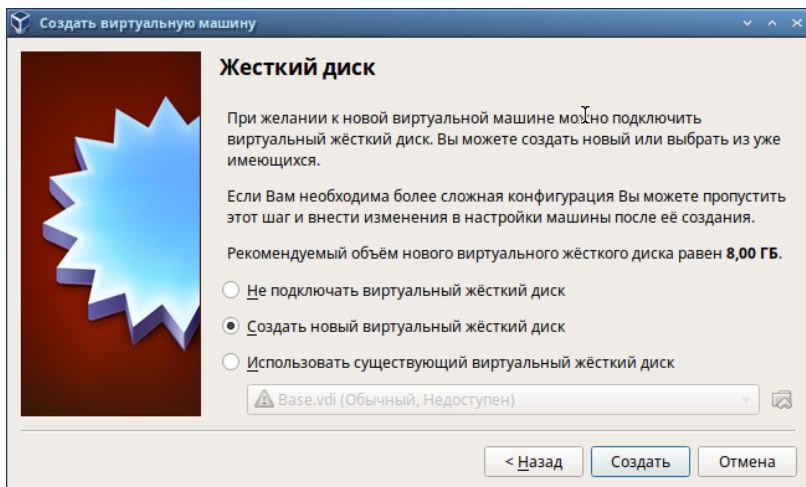 Создать виртуальную машину
Жесткий диск
При желании к новой виртуальной машине можно подключить
виртуальный жёсткий диск. Вы можете создать новый или выбрать из уже
имеющихся.
Если Вам необходима более сложная конфигурация Вы можете пропустить
этот шаг и внести изменения в настройки машины после её создания.
Рекомендуемый объём нового виртуального жёсткого диска равен 8,00 ГБ.
Не подключать виртуальный жёсткий диск
Создать новый виртуальный жёсткий диск
Использовать существующий виртуальный жёсткий диск
Base.vdi (Обычный, Недоступен)
< Назад Создать Отмена